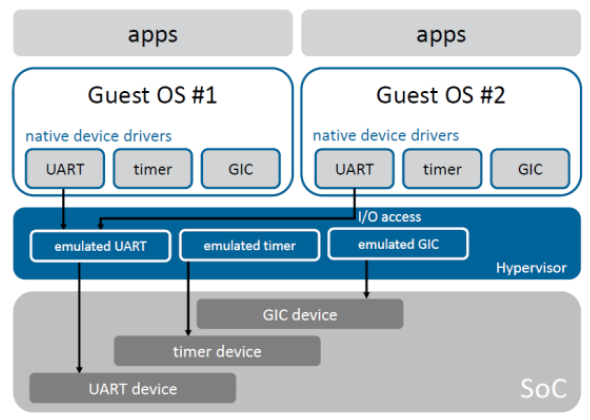 apps
apps
Guest OS #1
Guest OS #2
native device drivers
native device drivers
UART
timer
GIC
UART
timer
GIC
I/O access
emulated UART
emulated timer
emulated GIC
Hypervisor
GIC device
timer device
UART device
SoC